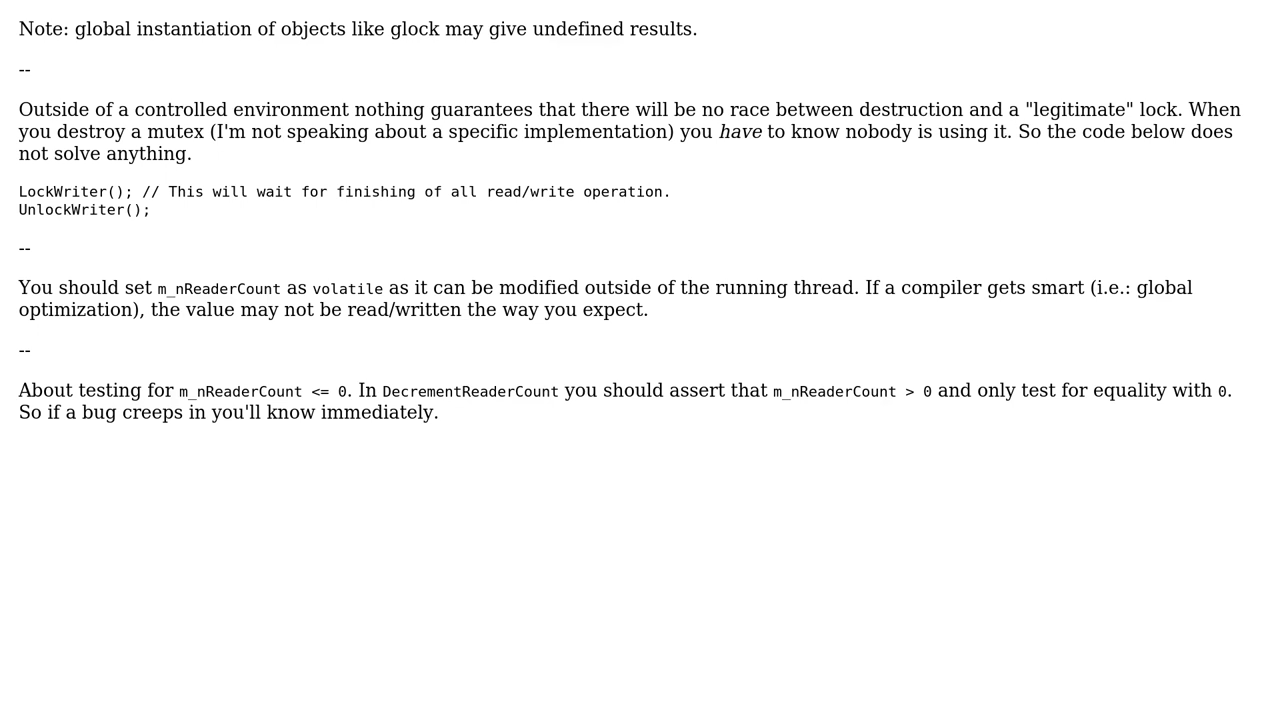 Note: global instantiation of objects like glock may give undefined results.
--
Outside of a controlled environment nothing guarantees that there will be no race between destruction and a "legitimate" lock. When
you destroy a mutex (I'm not speaking about a specific implementation) you have to know nobody is using it. So the code below does
not solve anything.
LockWriter(); // This will wait for finishing of all read/write operation.
UnlockWriter();
--
You should set m_nReaderCount as volatile as it can be modified outside of the running thread. If a compiler gets smart (i.e.: global
optimization), the value may not be read/written the way you expect.
--
About testing for m_nReaderCount <= 0. In DecrementReaderCount you should assert that m_nReaderCount > 0 and only test for equality with 0.
So if a bug creeps in you'll know immediately.